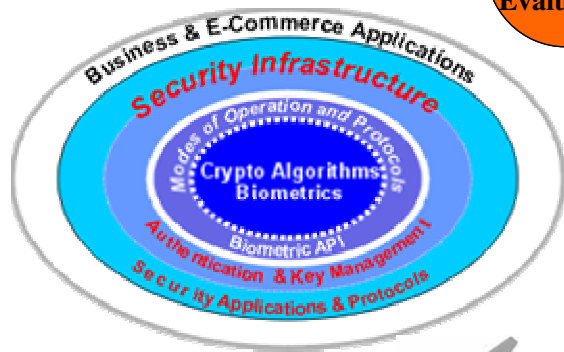 Evalu
Business & E-Commerce Applications
Security Infrastructure
Modes of Operation and Protocols
Crypto Algorithms
Biometrics
Biometric API
Authentication & Key Management
Security Applications & Protocols